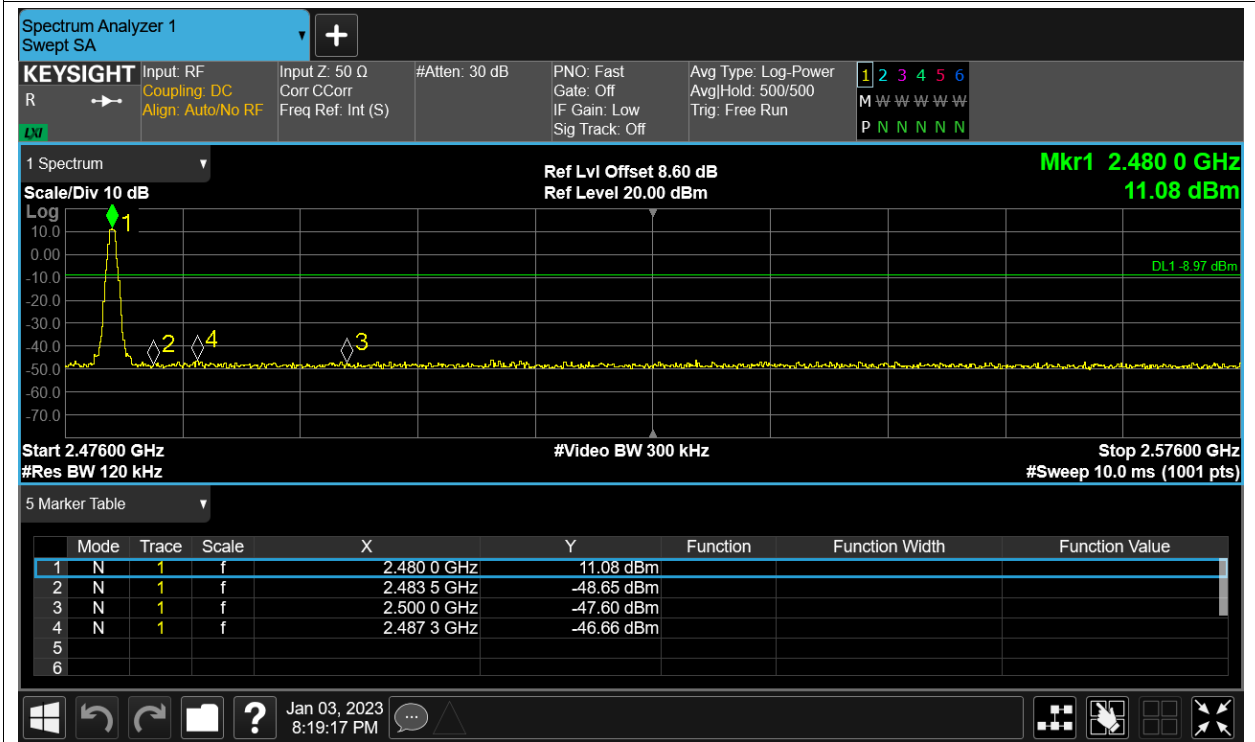 Spectrum Analyzer 1
Swept SA
+
KEYSIGHT
R
LXI
Input: RF
Coupling: DC
Align: Auto/No RF
Input Z: 50 Ω
Corr CCorr
Freq Ref: Int (S)
#Atten: 30 dB
PNO: Fast
Gate: Off
IF Gain: Low
Sig Track: Off
Avg Type: Log-Power
Avg|Hold: 500/500
Trig: Free Run
1 2 3 4 5 6
M W W W W W
P N N N N N
1 Spectrum
Scale/Div 10 dB
Ref Lvl Offset 8.60 dB
Ref Level 20.00 dBm
Mkr1 2.480 0 GHz
11.08 dBm
Log
10.0
0.00
-10.0
-20.0
-30.0
-40.0
-50.0
-60.0
-70.0
1
2
4
3
DL1 -8.97 dBm
Start 2.47600 GHz
#Video BW 300 kHz
Stop 2.57600 GHz
#Res BW 120 kHz
#Sweep 10.0 ms (1001 pts)
5 Marker Table
Mode Trace Scale X Y Function Function Width Function Value
1 N 1 f 2.480 0 GHz 11.08 dBm
2 N 1 f 2.483 5 GHz -48.65 dBm
3 N 1 f 2.500 0 GHz -47.60 dBm
4 N 1 f 2.487 3 GHz -46.66 dBm
5
6
?
Jan 03, 2023
8:19:17 PM